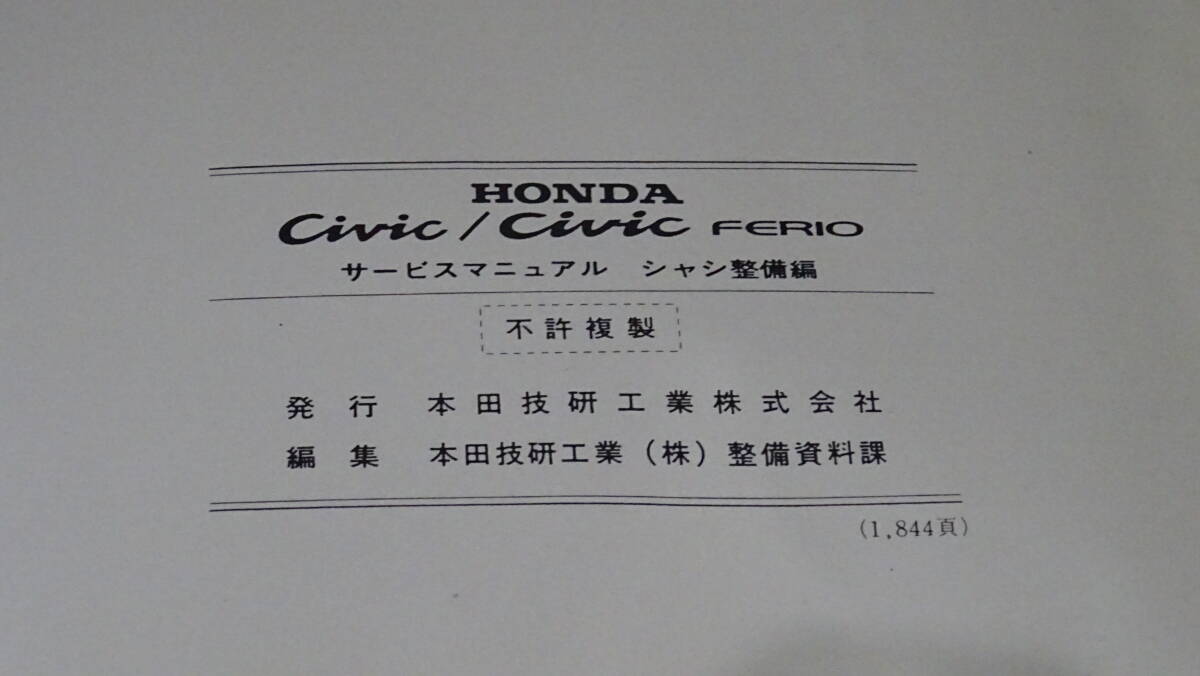 HONDA
Civic / Civic FERIO
サービスマニュアル シャシ整備編
不許複製
発行 本田技研工業株式会社
編集 本田技研工業(株)整備資料課
(1,844頁)